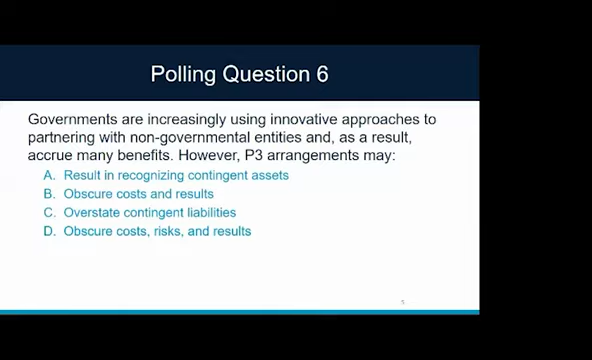 Polling Question 6
Governments are increasingly using innovative approaches to
partnering with non-governmental entities and, as a result,
accrue many benefits. However, P3 arrangements may:
A. Result in recognizing contingent assets
B. Obscure costs and results
C. Overstate contingent liabilities
D. Obscure costs, risks, and results